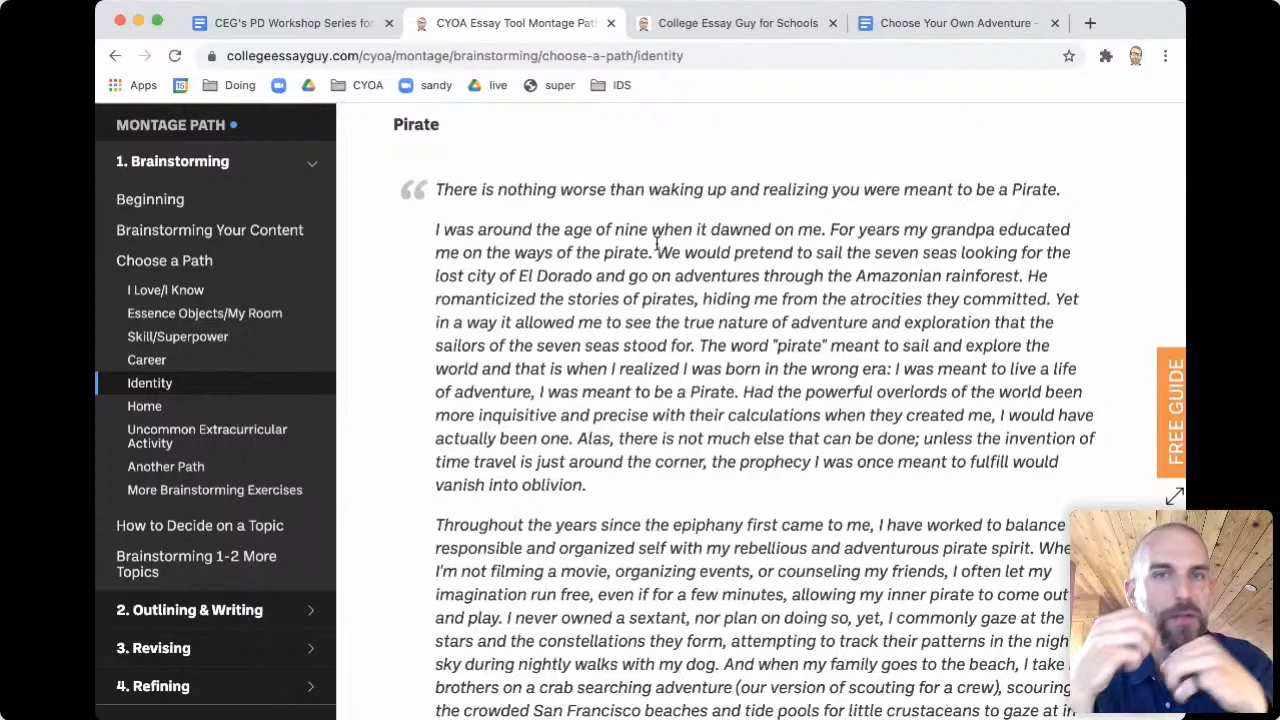 CEG's PD Workshop Series for
CYOA Essay Tool Montage Pat
College Essay Guy for Schools
Choose Your Own Adventure -
collegeessayguy.com/cyoa/montage/brainstorming/choose-a-path/identity
Apps
15
Doing
CYOA
sandy
live
super
IDS
MONTAGE PATH
1. Brainstorming
Beginning
Brainstorming Your Content
Choose a Path
I Love/I Know
Essence Objects/My Room
Skill/Superpower
Career
Identity
Home
Uncommon Extracurricular
Activity
Another Path
More Brainstorming Exercises
How to Decide on a Topic
Brainstorming 1-2 More
Topics
2. Outlining & Writing
3. Revising
4. Refining
Pirate
“
There is nothing worse than waking up and realizing you were meant to be a Pirate.
I was around the age of nine when it dawned on me. For years my grandpa educated
me on the ways of the pirate. We would pretend to sail the seven seas looking for the
lost city of El Dorado and go on adventures through the Amazonian rainforest. He
romanticized the stories of pirates, hiding me from the atrocities they committed. Yet
in a way it allowed me to see the true nature of adventure and exploration that the
sailors of the seven seas stood for. The word "pirate" meant to sail and explore the
world and that is when I realized I was born in the wrong era: I was meant to live a life
of adventure, I was meant to be a Pirate. Had the powerful overlords of the world been
more inquisitive and precise with their calculations when they created me, I would have
actually been one. Alas, there is not much else that can be done; unless the invention of
time travel is just around the corner, the prophecy I was once meant to fulfill would
vanish into oblivion.
Throughout the years since the epiphany first came to me, I have worked to balance
responsible and organized self with my rebellious and adventurous pirate spirit. Whe
I'm not filming a movie, organizing events, or counseling my friends, I often let my
imagination run free, even if for a few minutes, allowing my inner pirate to come out
and play. I never owned a sextant, nor plan on doing so, yet, I commonly gaze at the
stars and the constellations they form, attempting to track their patterns in the nigh
sky during nightly walks with my dog. And when my family goes to the beach, I take
brothers on a crab searching adventure (our version of scouting for a crew), scouring
the crowded San Francisco beaches and tide pools for little crustaceans to gaze at in
FREE GUIDE